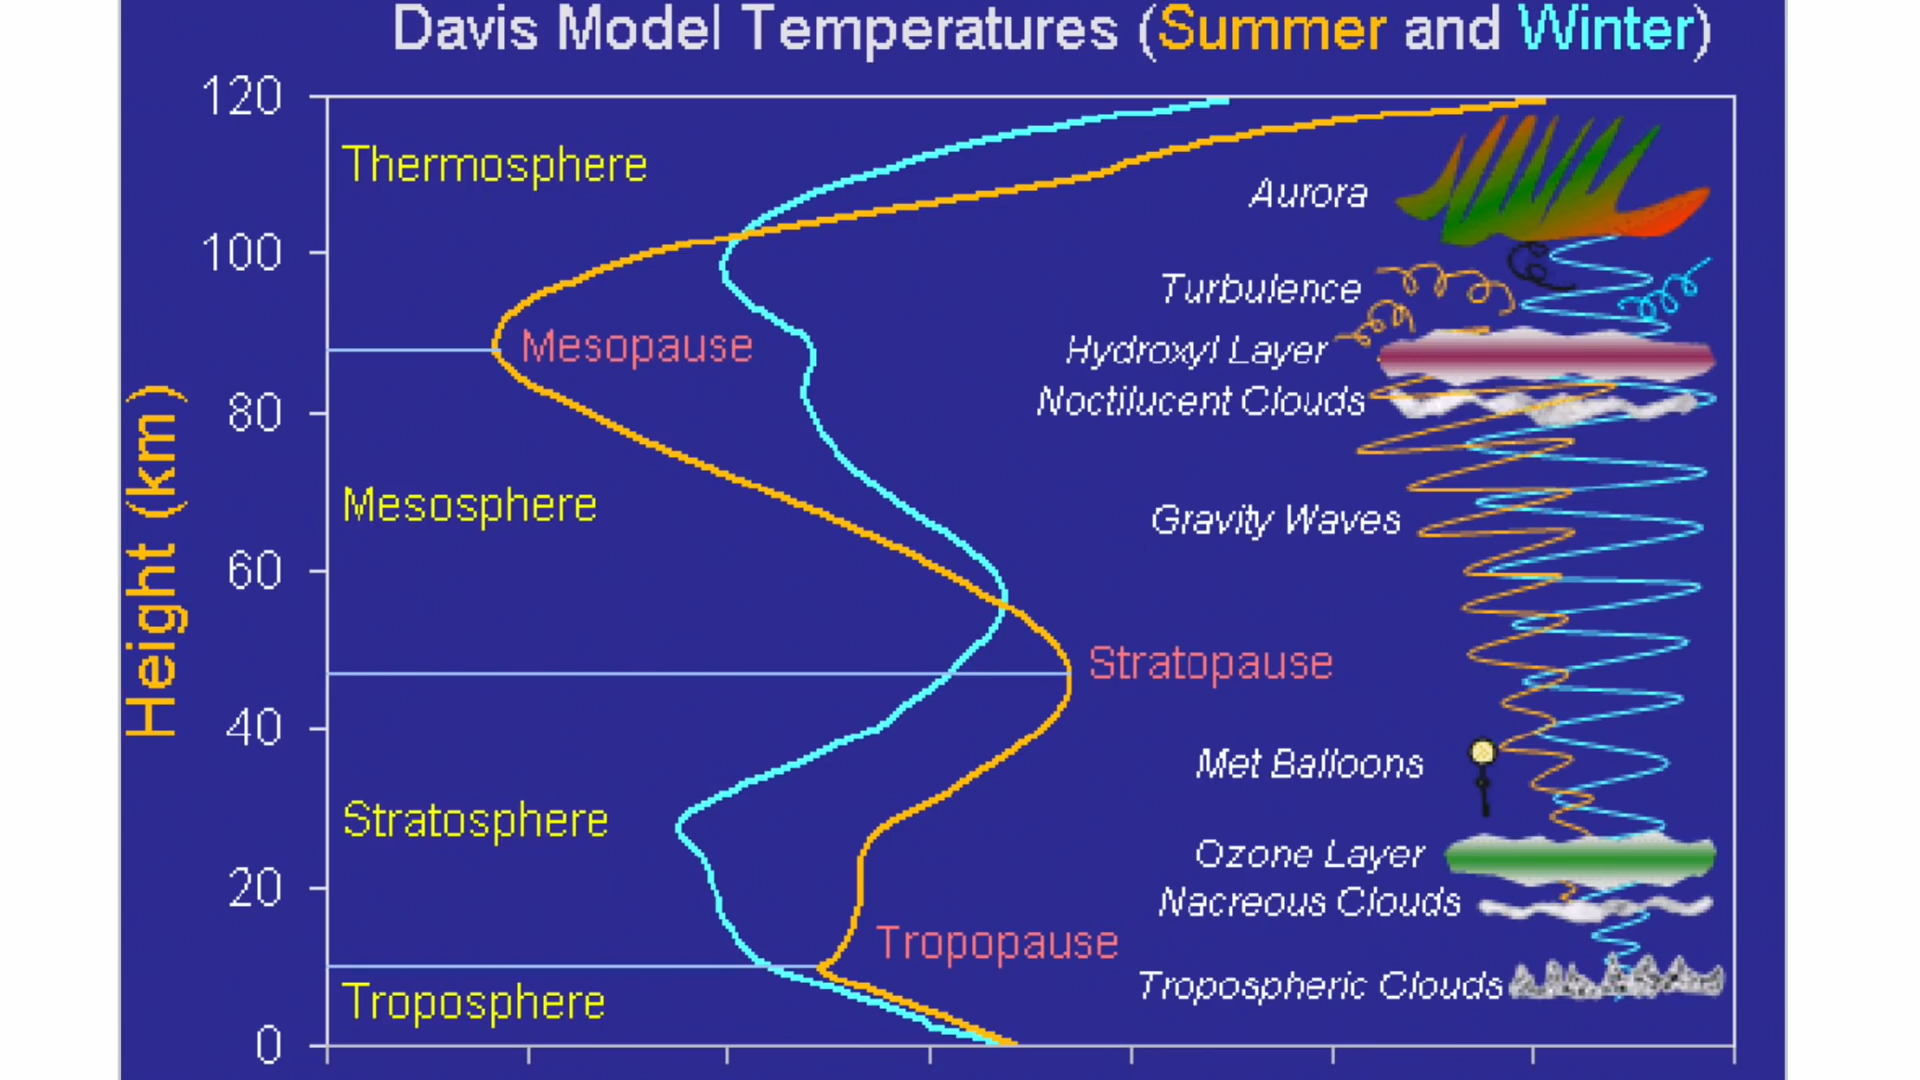 Davis Model Temperatures (Summer and Winter)
120
Thermosphere
Aurora
100
Turbulence
Mesopause
Hydroxyl Layer
Noctilucent Clouds
80
Height (km)
Mesosphere
Gravity Waves
60
Stratopause
40
Met Balloons
Stratosphere
Ozone Layer
20
Nacreous Clouds
Tropopause
Tropospheric Clouds
Troposphere
0